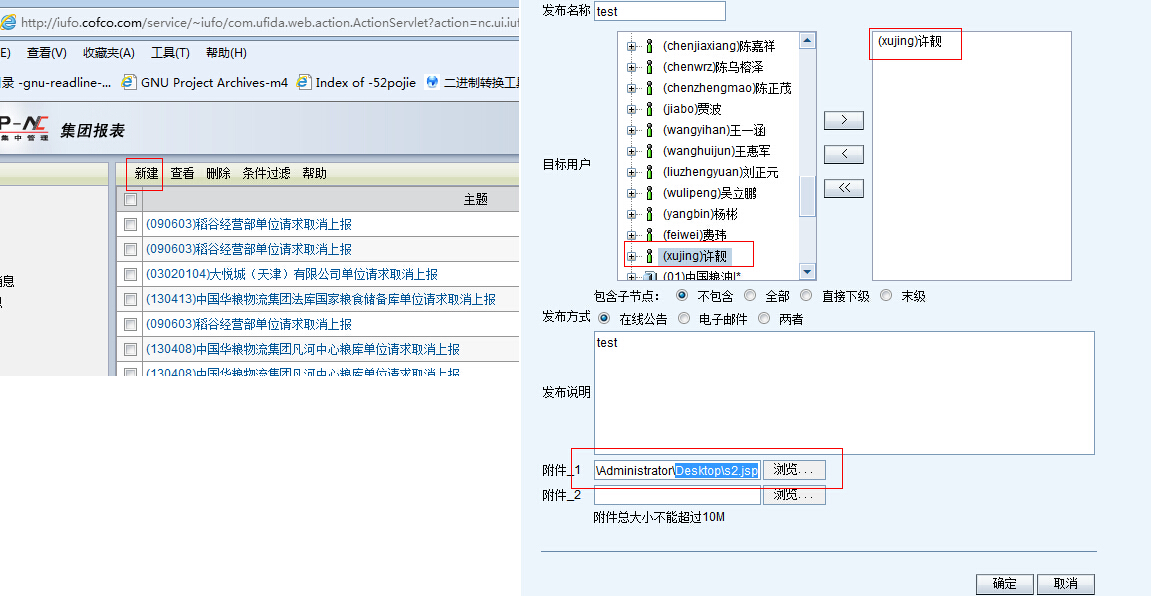 http://iufo.cofco.com/service/~iufo/com.ufida.web.action.ActionServlet?action=nc.ui.iuf
E) 查看(V) 收藏夹(A) 工具(T) 帮助(H)
录 -gnu-readline-... GNU Project Archives-m4 Index of -52pojie 二进制转换工具
P-NC
集中管理
集团报表
新建 查看 删除 条件过滤 帮助
主题
(090603)稻谷经营部单位请求取消上报
(090603)稻谷经营部单位请求取消上报
(03020104)大悦城（天津）有限公司单位请求取消上报
(130413)中国华粮物流集团法库国家粮食储备库单位请求取消上报
(090603)稻谷经营部单位请求取消上报
(130408)中国华粮物流集团凡河中心粮库单位请求取消上报
(130408)中国华粮物流集团凡河中心粮库单位请求取消上报
消息
发布名称 test
目标用户
(chenjiaxiang)陈嘉祥
(chenwrz)陈乌榕泽
(chenzhengmao)陈正茂
(jiabo)贾波
(wangyihan)王一涵
(wanghuijun)王惠军
(liuzhengyuan)刘正元
(wulipeng)吴立鹏
(yangbin)杨彬
(feiwei)费玮
(xujing)许靓
(01)中国粮油*
>
<
<<
(xujing)许靓
包含子节点： 不包含 全部 直接下级 末级
发布方式 在线公告 电子邮件 两者
发布说明
test
附件_1 \Administrator\Desktop\s2.jsp 浏览...
附件_2 浏览...
附件总大小不能超过10M
确定 取消